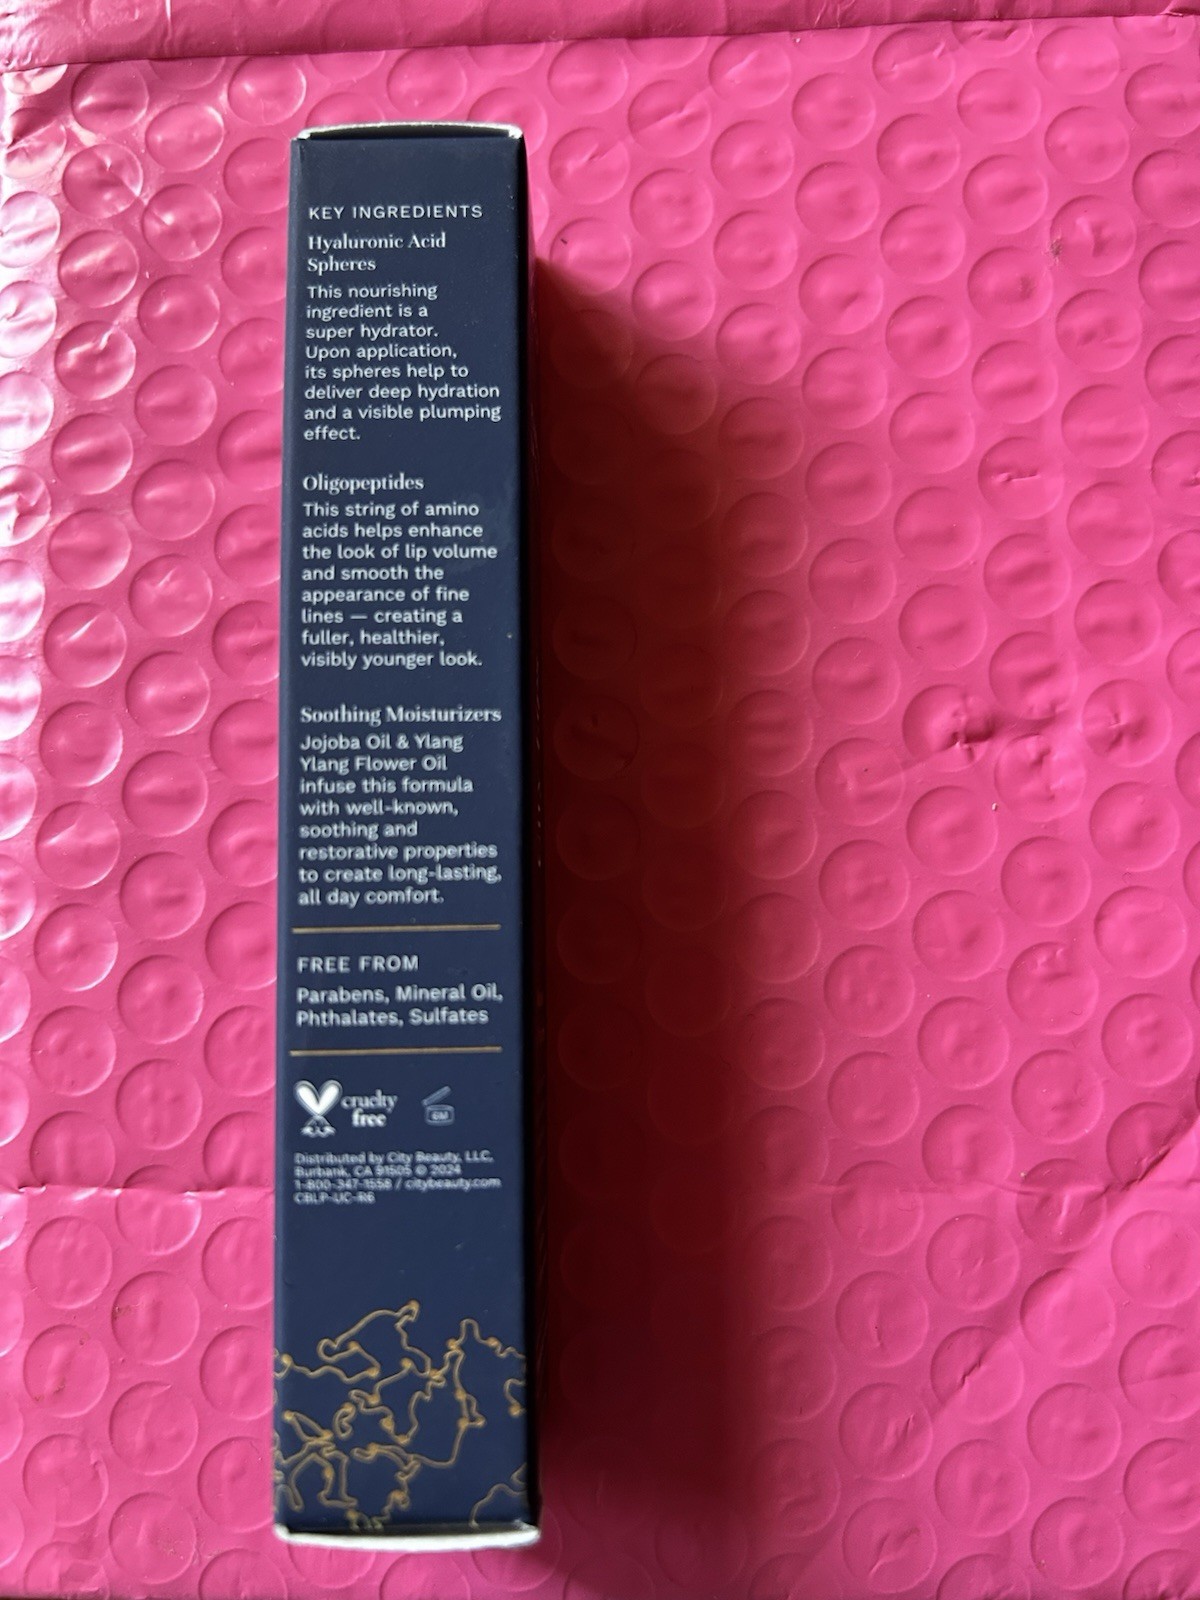 KEY INGREDIENTS
Hyaluronic Acid
Spheres
This nourishing
ingredient is a
super hydrator.
Upon application,
its spheres help to
deliver deep hydration
and a visible plumping
effect.
Oligopeptides
This string of amino
acids helps enhance
the look of lip volume
and smooth the
appearance of fine
lines — creating a
fuller, healthier,
visibly younger look.
Soothing Moisturizers
Jojoba Oil & Ylang
Ylang Flower Oil
infuse this formula
with well-known,
soothing and
restorative properties
to create long-lasting,
all day comfort.
FREE FROM
Parabens, Mineral Oil,
Phthalates, Sulfates
cruelty
free
6M
Distributed by City Beauty, LLC,
Burbank, CA 91505 © 2024
1-800-347-1558 / citybeauty.com
CBLP-UC-R6